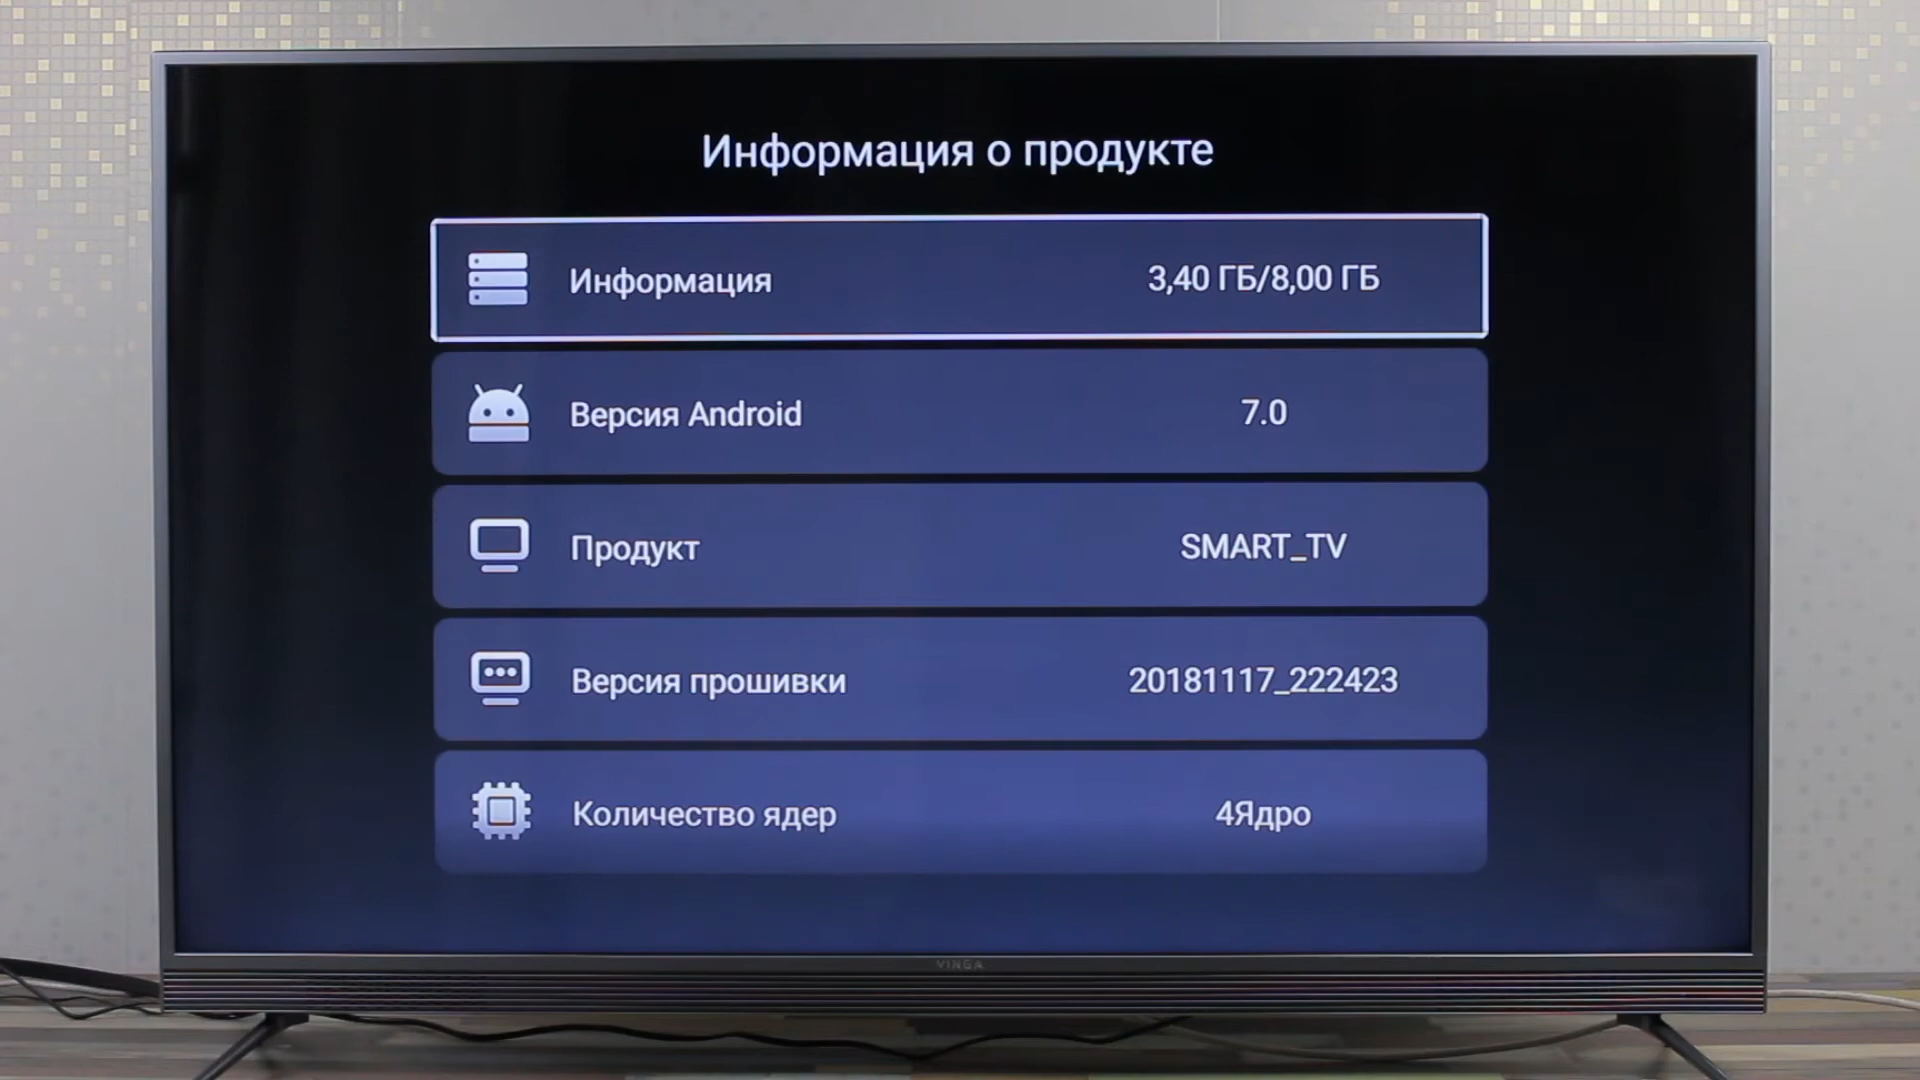 Информация о продукте
Информация 3,40 ГБ/8,00 ГБ
Версия Android 7.0
Продукт SMART_TV
Версия прошивки 20181117_222423
Количество ядер 4Ядро
VINGA